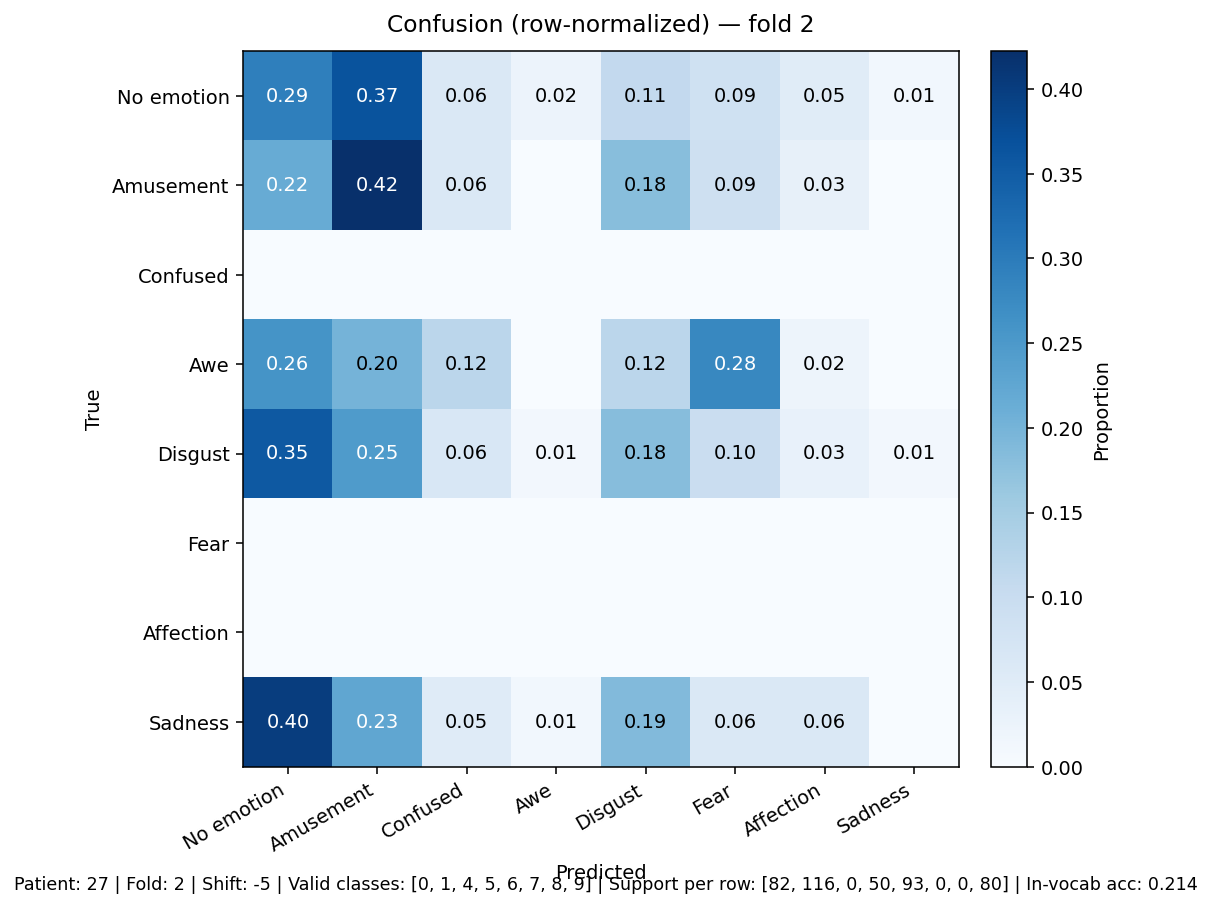 Confusion (row-normalized) — fold 2
No emotion 0.29 0.37 0.06 0.02 0.11 0.09 0.05 0.01
Amusement 0.22 0.42 0.06 0.18 0.09 0.03
Confused
Awe 0.26 0.20 0.12 0.12 0.28 0.02
Disgust 0.35 0.25 0.06 0.01 0.18 0.10 0.03 0.01
Fear
Affection
Sadness 0.40 0.23 0.05 0.01 0.19 0.06 0.06
True
No emotion Amusement Confused Awe Disgust Fear Affection Sadness
Predicted
0.40
0.35
0.30
0.25
0.20
0.15
0.10
0.05
0.00
Proportion
Patient: 27 | Fold: 2 | Shift: -5 | Valid classes: [0, 1, 4, 5, 6, 7, 8, 9] | Support per row: [82, 116, 0, 50, 93, 0, 0, 80] | In-vocab acc: 0.214